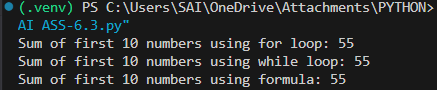 (.venv) PS C:\Users\SAI\OneDrive\Attachments\PYTHON>
AI ASS-6.3.py"
Sum of first 10 numbers using for loop: 55
Sum of first 10 numbers using while loop: 55
Sum of first 10 numbers using formula: 55